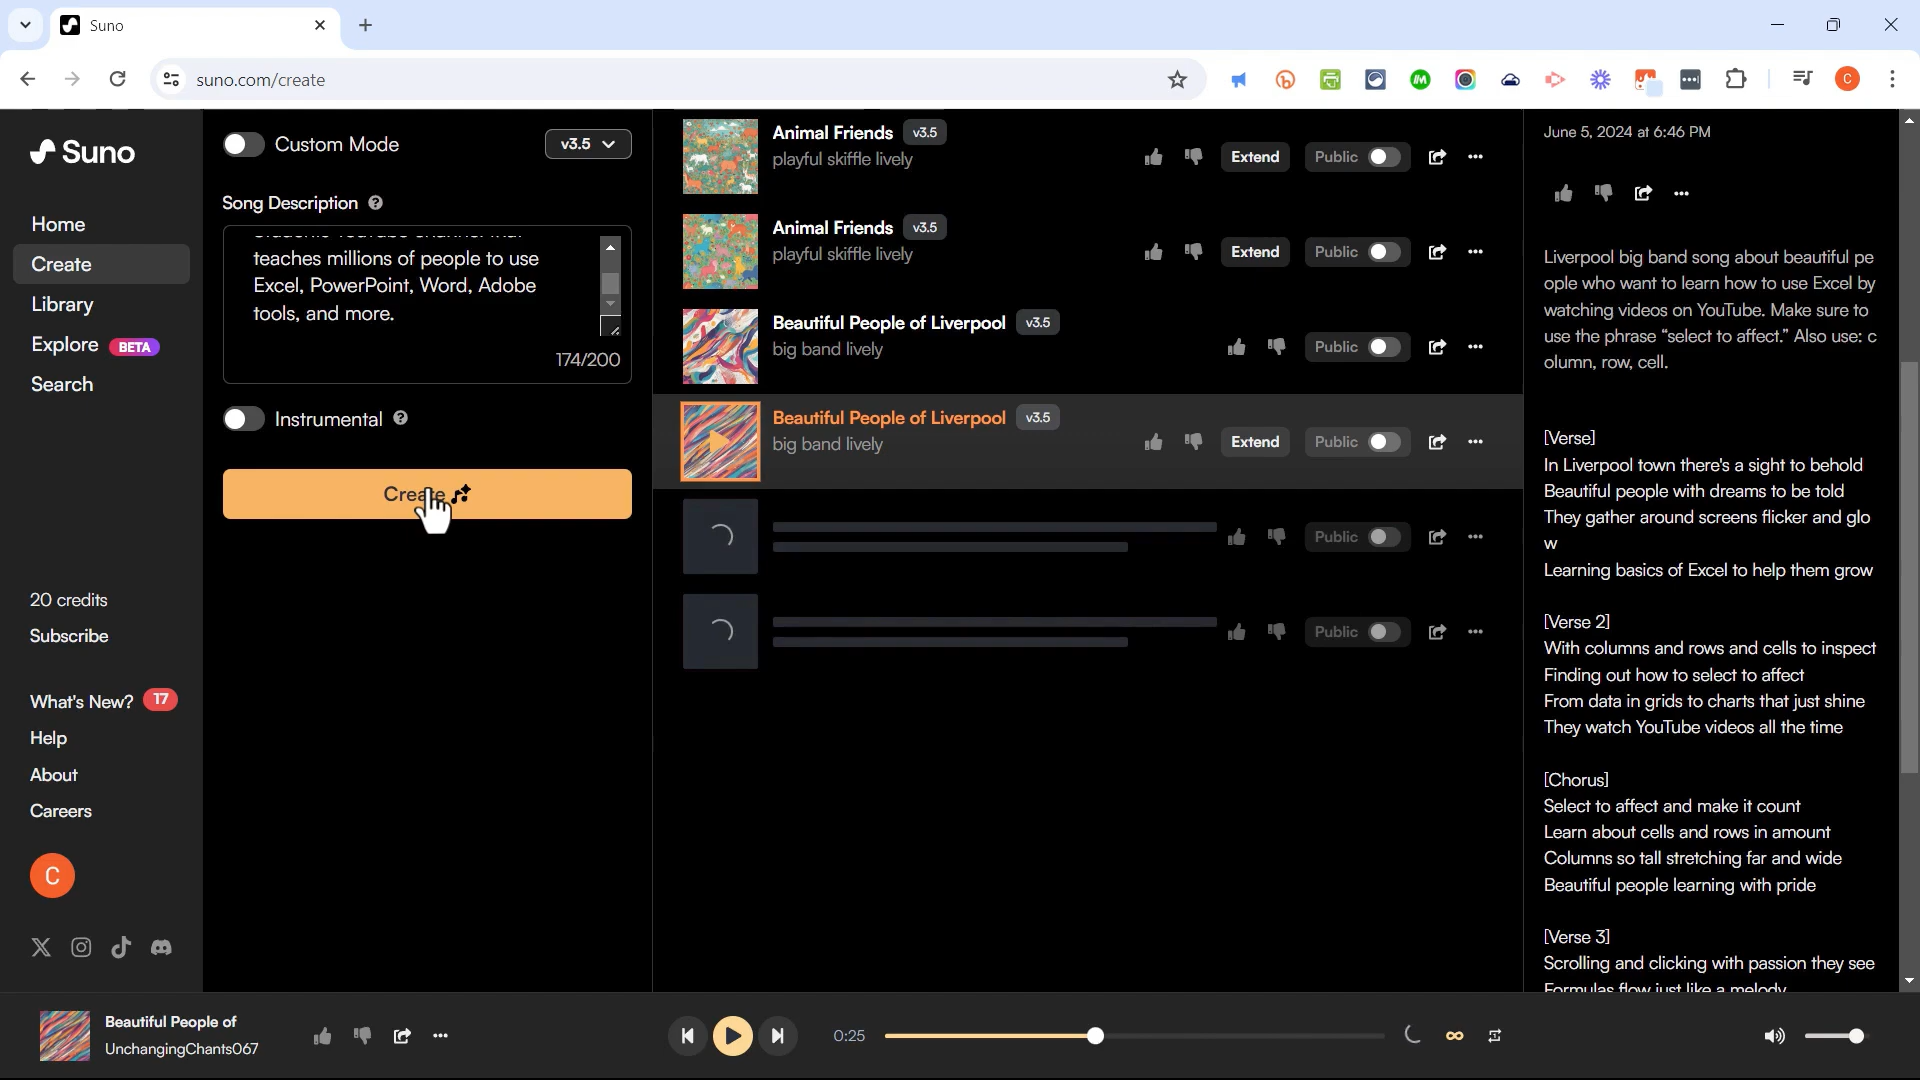 Suno
suno.com/create
C
Suno
Home
Create
Library
Explore BETA
Search
20 credits
Subscribe
What's New? 17
Help
About
Careers
C
Custom Mode
v3.5
Song Description
teaches millions of people to use
Excel, PowerPoint, Word, Adobe
tools, and more.
174/200
Instrumental
Create
Animal Friends v3.5
playful skiffle lively
Extend Public
Animal Friends v3.5
playful skiffle lively
Extend Public
Beautiful People of Liverpool v3.5
big band lively
Public
Beautiful People of Liverpool v3.5
big band lively
Extend Public
Public
Public
June 5, 2024 at 6:46 PM
Liverpool big band song about beautiful pe
ople who want to learn how to use Excel by
watching videos on YouTube. Make sure to
use the phrase “select to affect.” Also use: c
olumn, row, cell.
[Verse]
In Liverpool town there's a sight to behold
Beautiful people with dreams to be told
They gather around screens flicker and glo
w
Learning basics of Excel to help them grow
[Verse 2]
With columns and rows and cells to inspect
Finding out how to select to affect
From data in grids to charts that just shine
They watch YouTube videos all the time
[Chorus]
Select to affect and make it count
Learn about cells and rows in amount
Columns so tall stretching far and wide
Beautiful people learning with pride
[Verse 3]
Scrolling and clicking with passion they see
Formulas flow just like a melody
Beautiful People of
UnchangingChants067
0:25